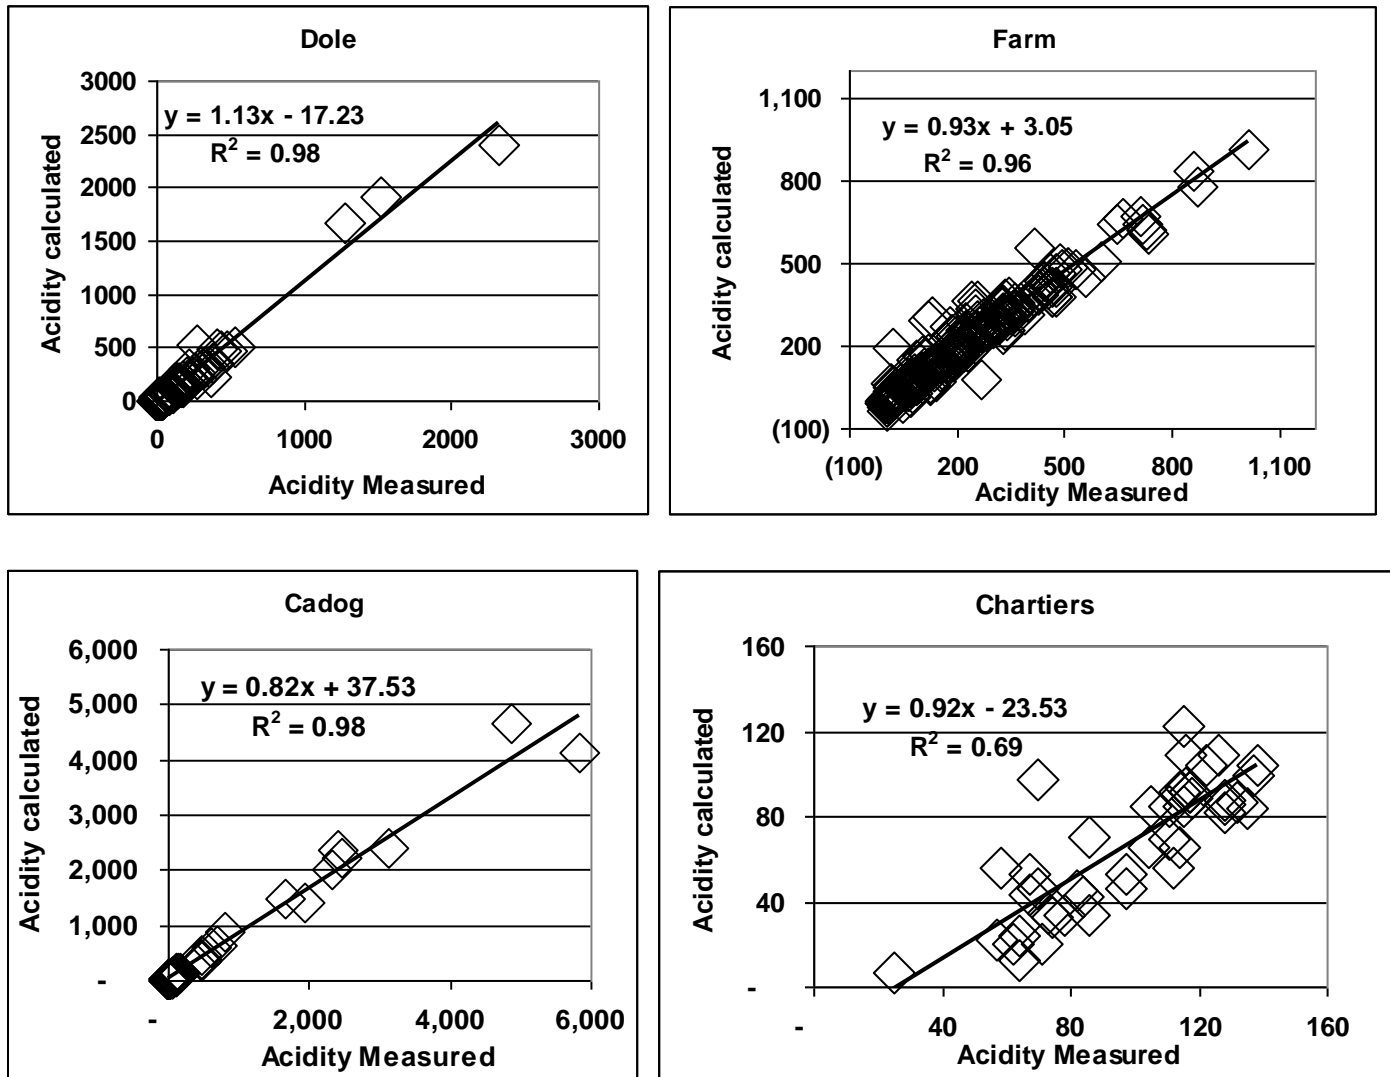 Dole
3000
y = 1.13x - 17.23
2500
R² = 0.98
2000
1500
1000
500
0
Acidity calculated
0 1000 2000 3000
Acidity Measured
Farm
1,100
y = 0.93x + 3.05
R² = 0.96
800
500
200
(100)
Acidity calculated
(100) 200 500 800 1,100
Acidity Measured
Cadog
6,000
y = 0.82x + 37.53
5,000
R² = 0.98
4,000
3,000
2,000
1,000
-
Acidity calculated
- 2,000 4,000 6,000
Acidity Measured
Chartiers
160
y = 0.92x - 23.53
120
R² = 0.69
80
40
-
Acidity calculated
- 40 80 120 160
Acidity Measured